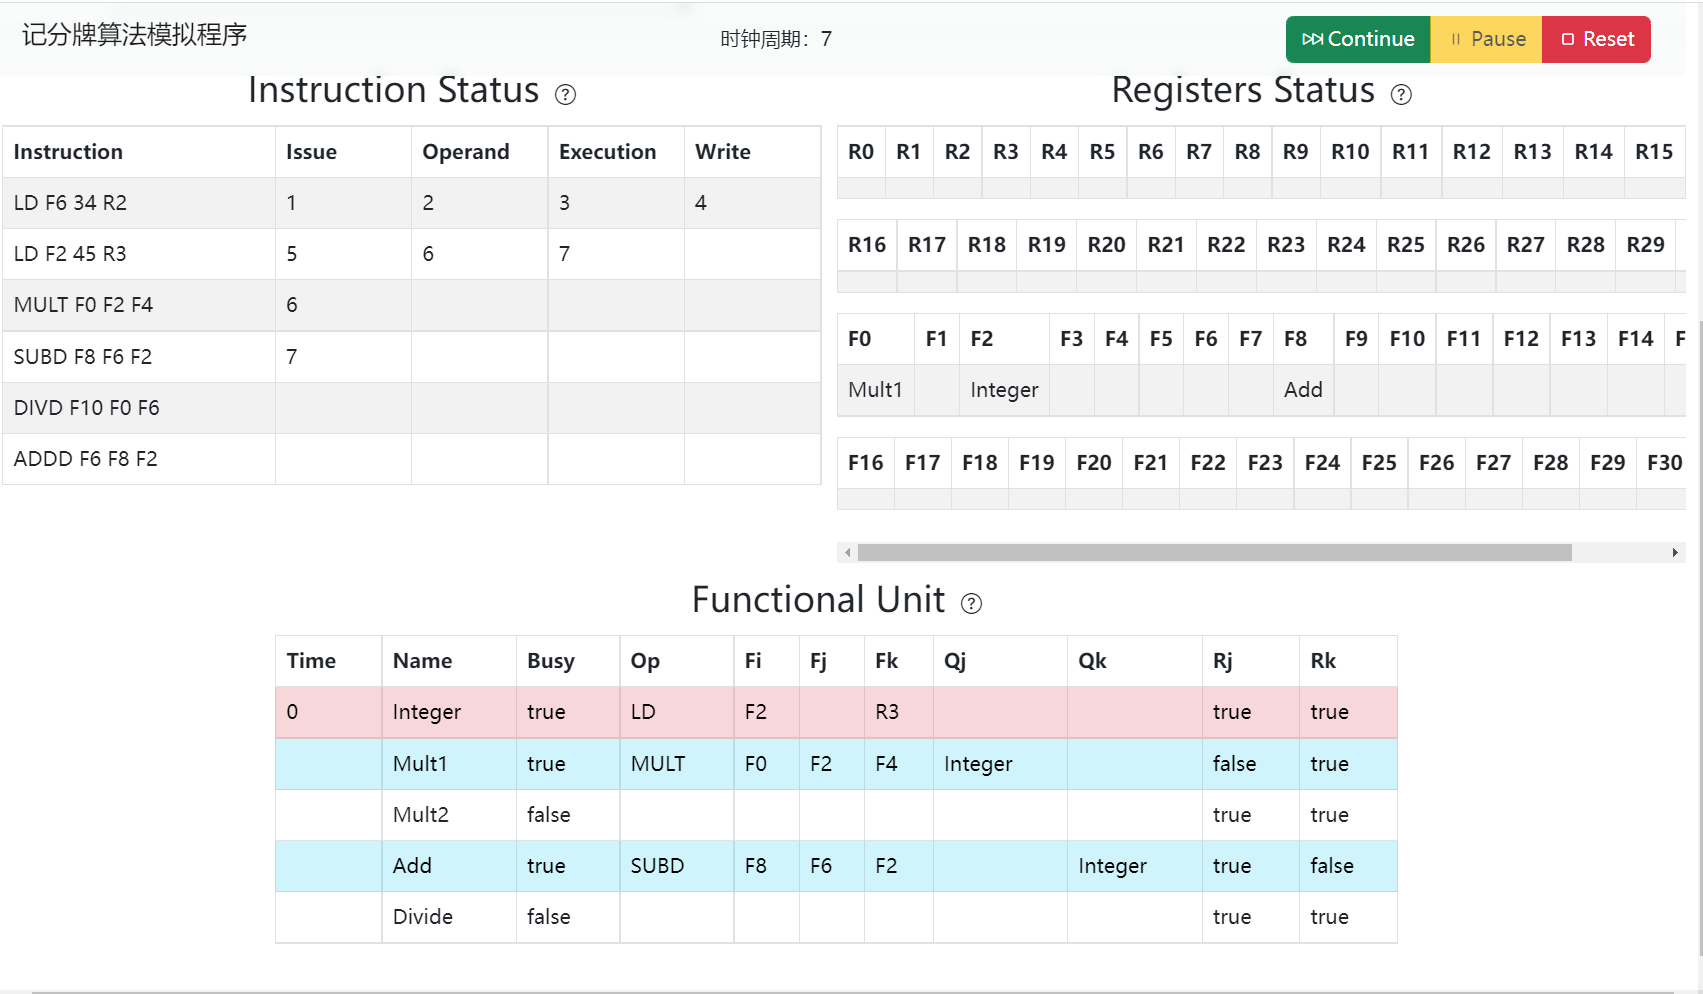 记分牌算法模拟程序
时钟周期：7
Continue Pause Reset
Instruction Status ?
Instruction Issue Operand Execution Write
LD F6 34 R2 1 2 3 4
LD F2 45 R3 5 6 7
MULT F0 F2 F4 6
SUBD F8 F6 F2 7
DIVD F10 F0 F6
ADDD F6 F8 F2
Registers Status ?
R0 R1 R2 R3 R4 R5 R6 R7 R8 R9 R10 R11 R12 R13 R14 R15
R16 R17 R18 R19 R20 R21 R22 R23 R24 R25 R26 R27 R28 R29
F0 F1 F2 F3 F4 F5 F6 F7 F8 F9 F10 F11 F12 F13 F14 F
Mult1 Integer Add
F16 F17 F18 F19 F20 F21 F22 F23 F24 F25 F26 F27 F28 F29 F30
Functional Unit ?
Time Name Busy Op Fi Fj Fk Qj Qk Rj Rk
0 Integer true LD F2 R3 true true
Mult1 true MULT F0 F2 F4 Integer false true
Mult2 false true true
Add true SUBD F8 F6 F2 Integer true false
Divide false true true